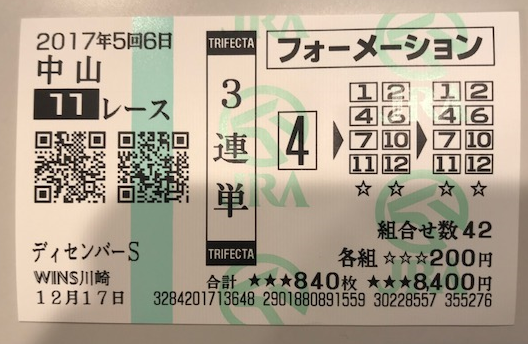 2017年5回6日
中山
11レース
ディセンバーS
WINS川崎
12月17日
TRIFECTA
3連単
TRIFECTA
フォーメーション
4
1 2
4 6
7 10
11 12
☆ ☆
1 2
4 6
7 10
11 12
☆ ☆
組合せ数42
各組 ☆☆☆200円
合計 ★★★840枚 ★★★8,400円
3284201713648 2901880891559 30228557 355276
JRA
JRA
JRA